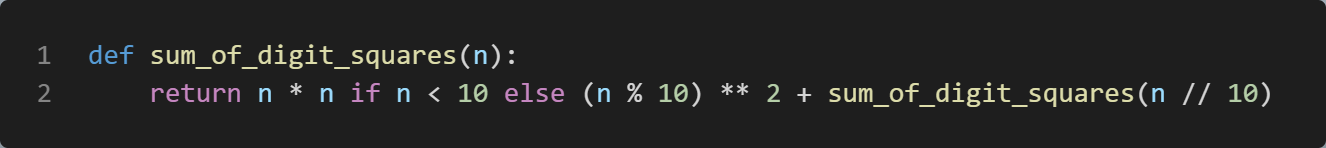 1 def sum_of_digit_squares(n):
2     return n * n if n < 10 else (n % 10) ** 2 + sum_of_digit_squares(n // 10)